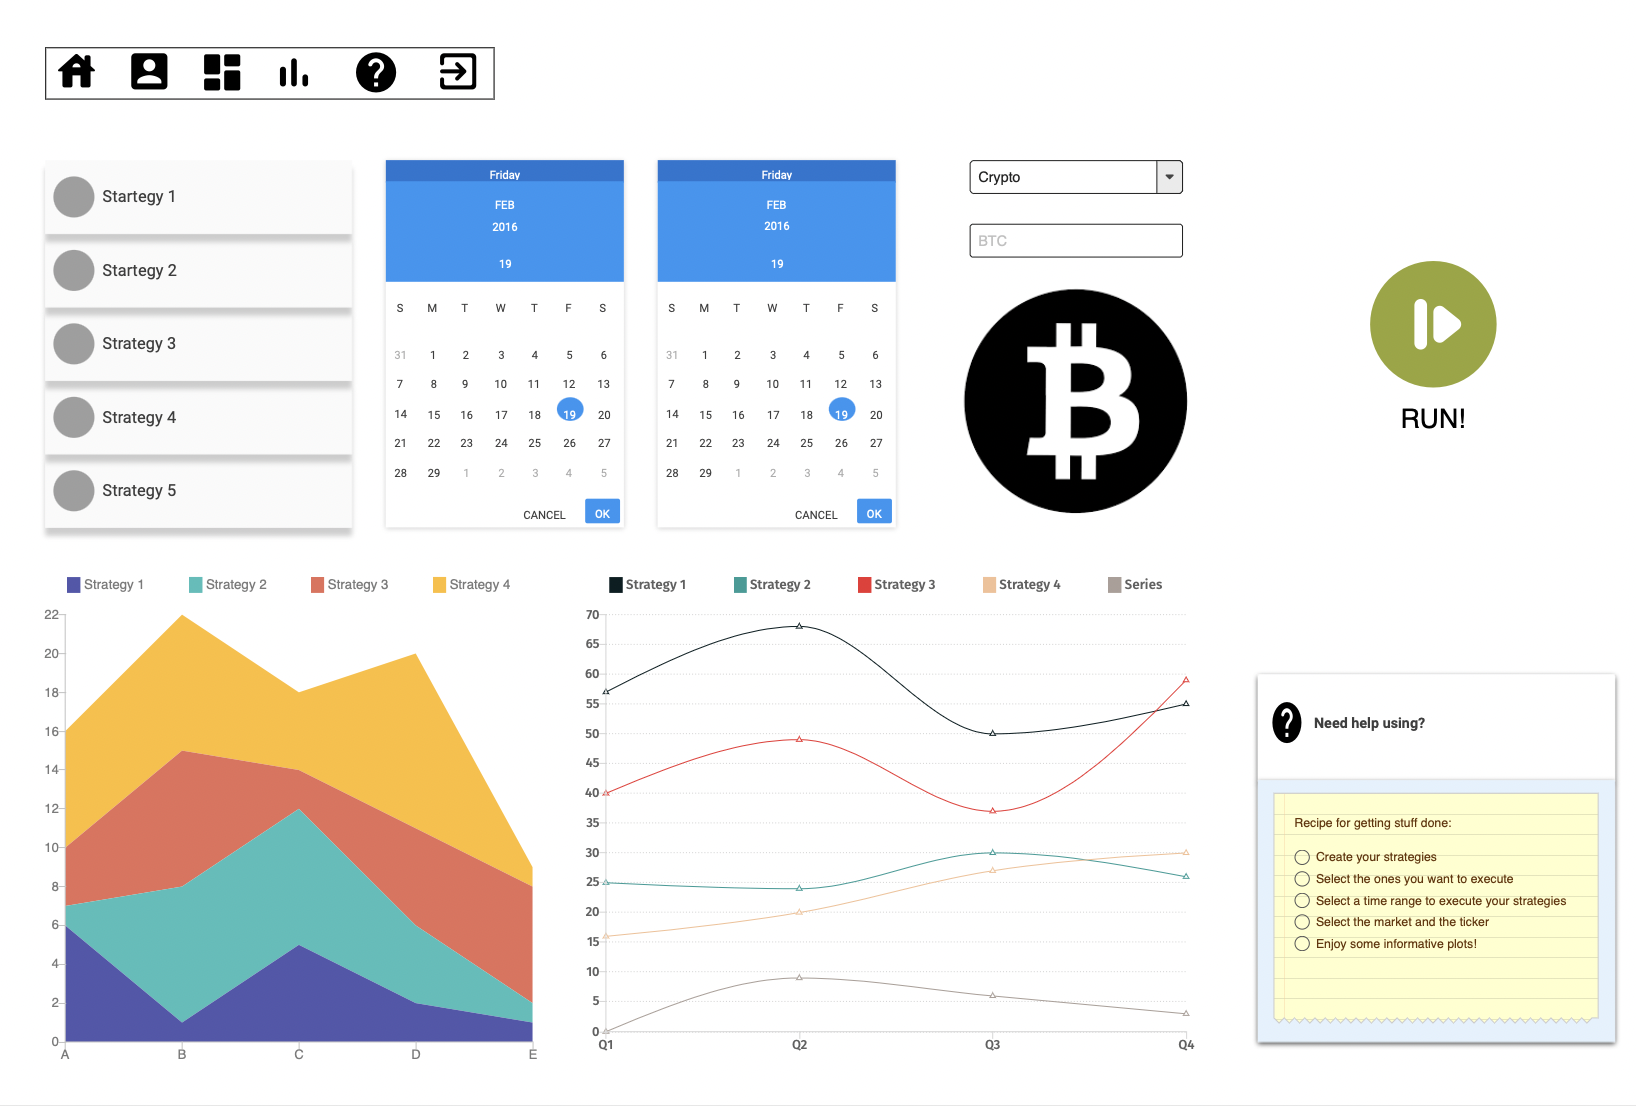 Startegy 1
Startegy 2
Strategy 3
Strategy 4
Strategy 5
Friday
FEB
2016
19
S M T W T F S
31 1 2 3 4 5 6
7 8 9 10 11 12 13
14 15 16 17 18 19 20
21 22 23 24 25 26 27
28 29 1 2 3 4 5
CANCEL OK
Friday
FEB
2016
19
S M T W T F S
31 1 2 3 4 5 6
7 8 9 10 11 12 13
14 15 16 17 18 19 20
21 22 23 24 25 26 27
28 29 1 2 3 4 5
CANCEL OK
Crypto
BTC
RUN!
Strategy 1 Strategy 2 Strategy 3 Strategy 4
22
20
18
16
14
12
10
8
6
4
2
0
A B C D E
Strategy 1 Strategy 2 Strategy 3 Strategy 4 Series
70
65
60
55
50
45
40
35
30
25
20
15
10
5
0
Q1 Q2 Q3 Q4
Need help using?
Recipe for getting stuff done:
Create your strategies
Select the ones you want to execute
Select a time range to execute your strategies
Select the market and the ticker
Enjoy some informative plots!